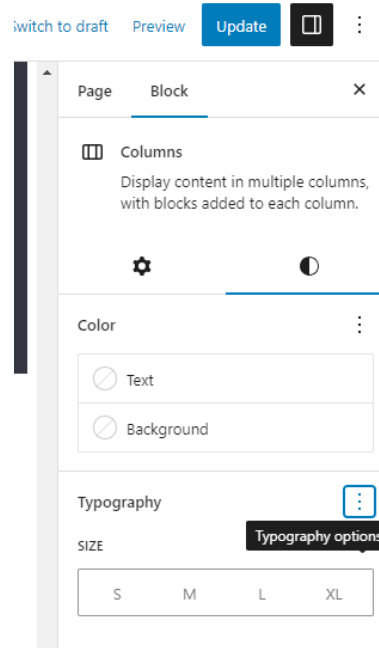 Switch to draft Preview Update
Page Block
Columns
Display content in multiple columns,
with blocks added to each column.
Color
Text
Background
Typography
Typography options
SIZE
S M L XL